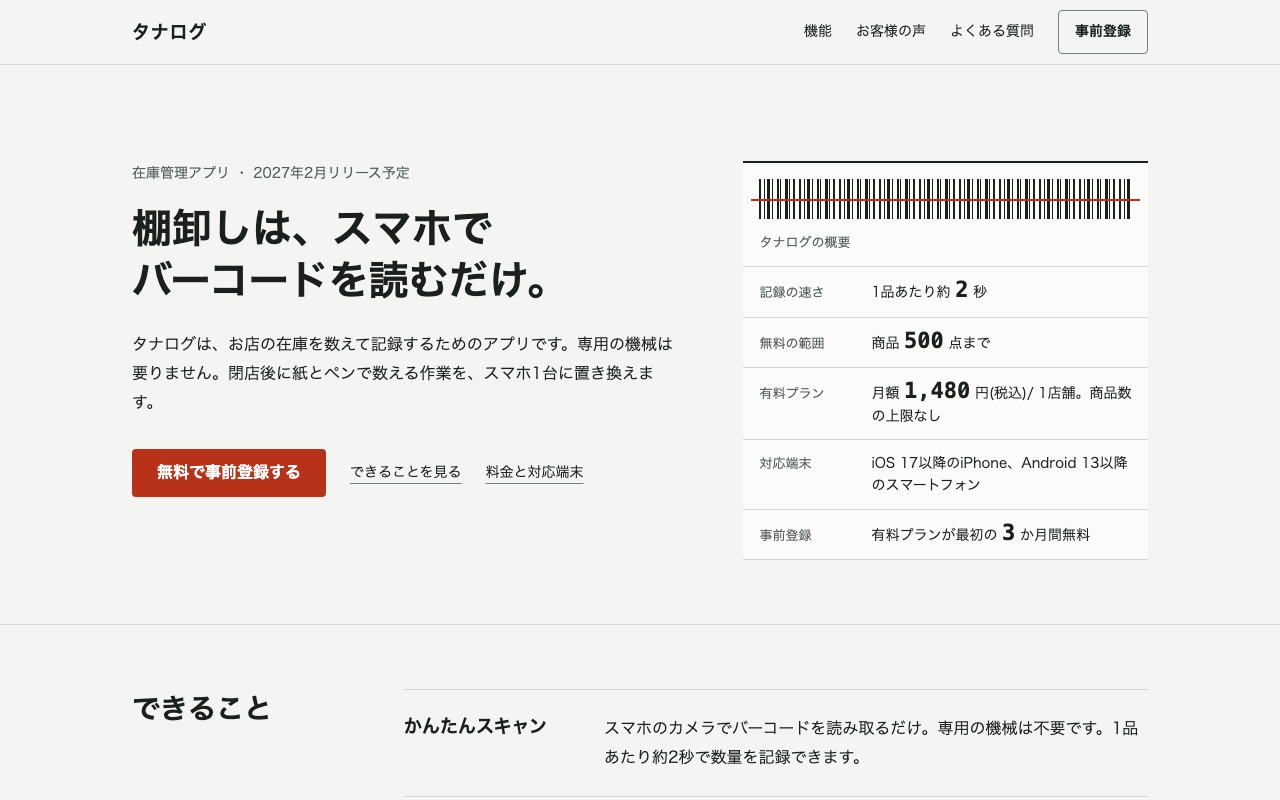 タナログ
機能 お客様の声 よくある質問 事前登録
在庫管理アプリ ・ 2027年2月リリース予定
棚卸しは、スマホで
バーコードを読むだけ。
タナログは、お店の在庫を数えて記録するためのアプリです。専用の機械は
要りません。閉店後に紙とペンで数える作業を、スマホ1台に置き換えま
す。
無料で事前登録する できることを見る 料金と対応端末
タナログの概要
記録の速さ 1品あたり約 2 秒
無料の範囲 商品 500 点まで
有料プラン 月額 1,480 円(税込)/ 1店舗。商品数
の上限なし
対応端末 iOS 17以降のiPhone、Android 13以降
のスマートフォン
事前登録 有料プランが最初の 3 か月間無料
できること
かんたんスキャン スマホのカメラでバーコードを読み取るだけ。専用の機械は不要です。1品
あたり約2秒で数量を記録できます。